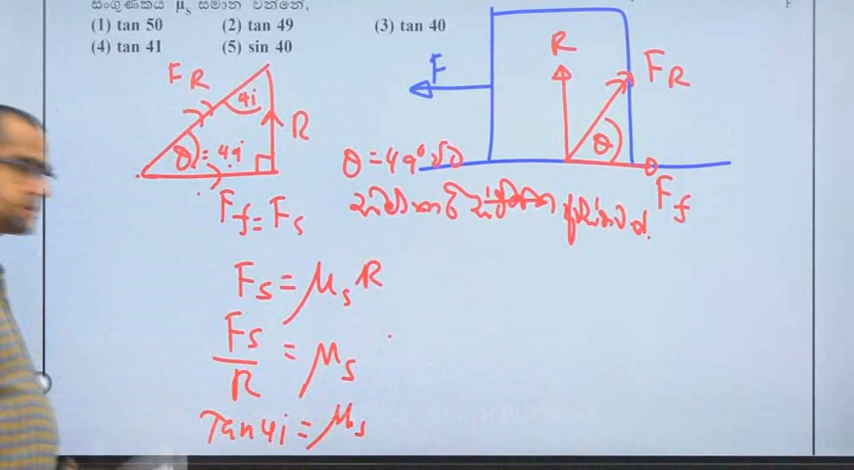 සංගුණකය μs සමාන වන්නේ,
(1) tan 50 (2) tan 49 (3) tan 40
(4) tan 41 (5) sin 40
FR
41
R
θ = 49
Ff = Fs
F
R
FR
θ
θ = 49°
Ff
Fs = μs R
Fs/R = μs
Tan 41 = μs